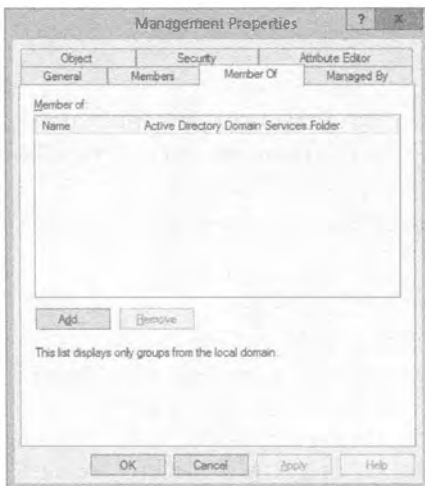 Management Properties ? X
Object Security Attribute Editor
General Members Member Of Managed By
Member of:
Name Active Directory Domain Services Folder
Add... Remove
This list displays only groups from the local domain.
OK Cancel Apply Help